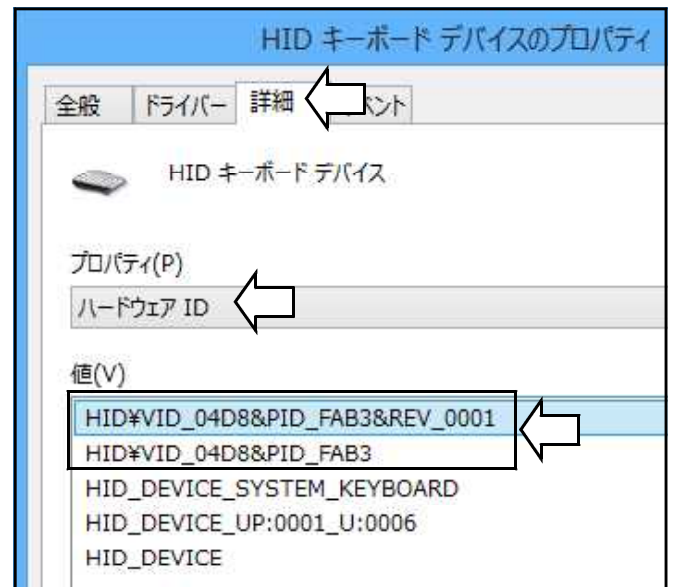 HID キーボード デバイスのプロパティ
全般 ドライバー 詳細 ベント
HID キーボード デバイス
プロパティ(P)
ハードウェア ID
値(V)
HID¥VID_04D8&PID_FAB3&REV_0001
HID¥VID_04D8&PID_FAB3
HID_DEVICE_SYSTEM_KEYBOARD
HID_DEVICE_UP:0001_U:0006
HID_DEVICE